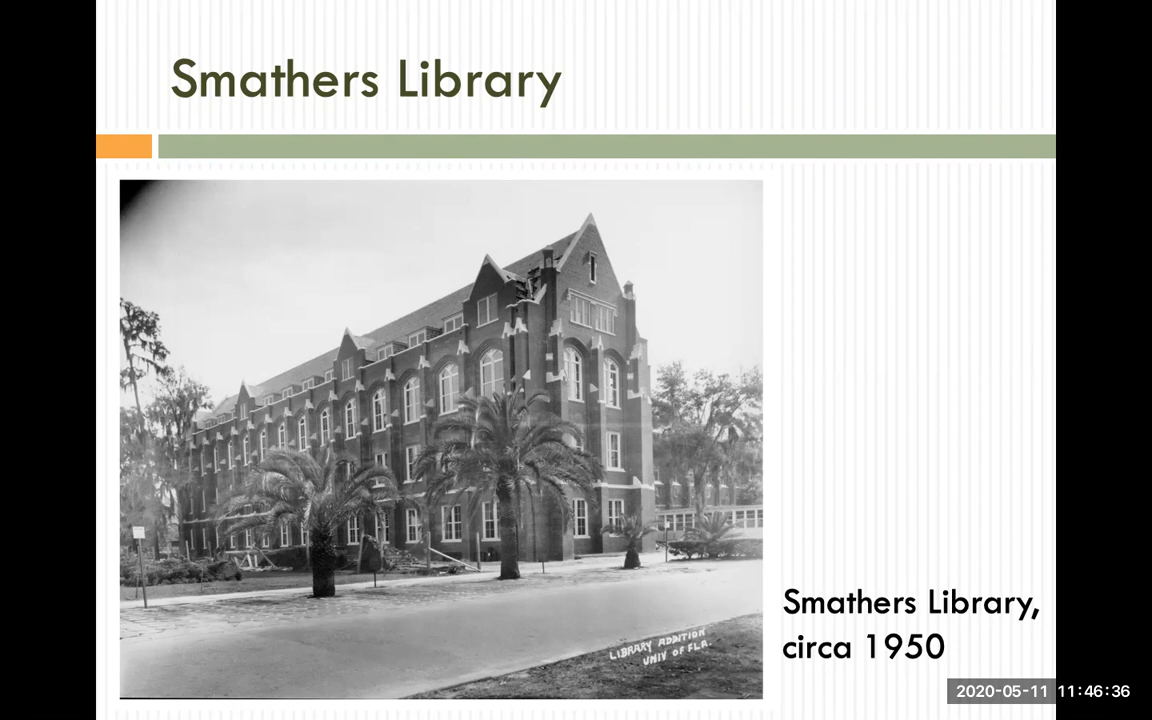 Smathers Library
LIBRARY ADDITION
UNIV OF FLA.
Smathers Library,
circa 1950
2020-05-11 11:46:36